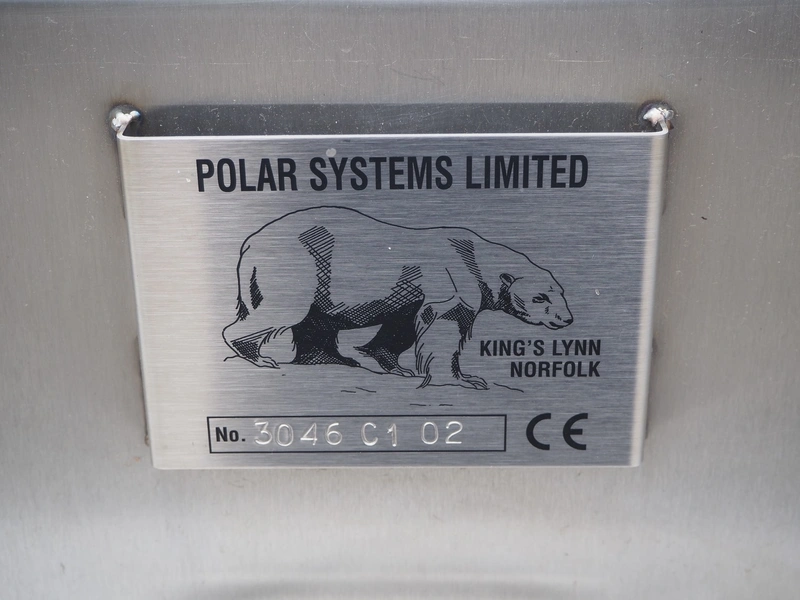 POLAR SYSTEMS LIMITED
KING'S LYNN
NORFOLK
No. 3046 C1 02
CE